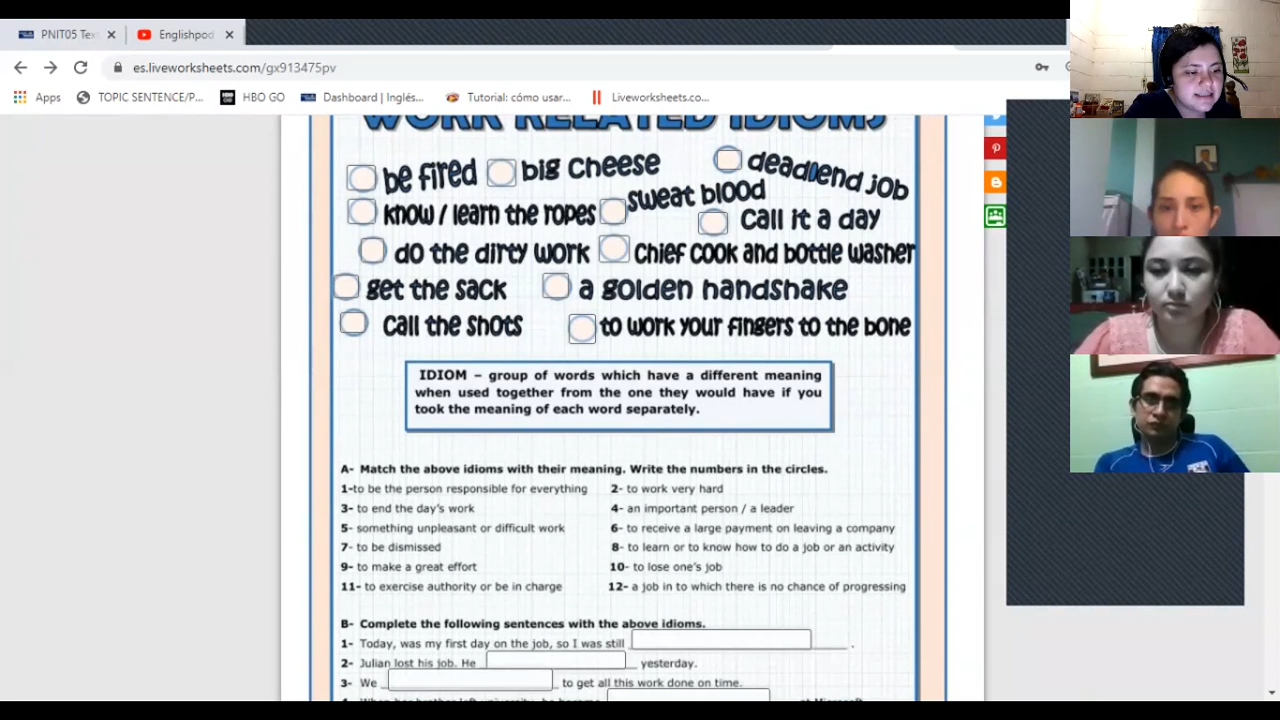 PNIT05 Tex
Englishpod
es.liveworksheets.com/gx913475pv
Apps TOPIC SENTENCE/P... HBO GO Dashboard | Inglés... Tutorial: cómo usar... Liveworksheets.co...
WORK RELATED IDIOMS
be fired big cheese dead end job
know / learn the ropes sweat blood call it a day
do the dirty work chief cook and bottle washer
get the sack a golden handshake
call the shots to work your fingers to the bone
IDIOM – group of words which have a different meaning
when used together from the one they would have if you
took the meaning of each word separately.
A- Match the above idioms with their meaning. Write the numbers in the circles.
1-to be the person responsible for everything 2- to work very hard
3- to end the day's work 4- an important person / a leader
5- something unpleasant or difficult work 6- to receive a large payment on leaving a company
7- to be dismissed 8- to learn or to know how to do a job or an activity
9- to make a great effort 10- to lose one's job
11- to exercise authority or be in charge 12- a job in to which there is no chance of progressing
B- Complete the following sentences with the above idioms.
1- Today, was my first day on the job, so I was still ______ .
2- Julian lost his job. He ______ yesterday.
3- We ______ to get all this work done on time.